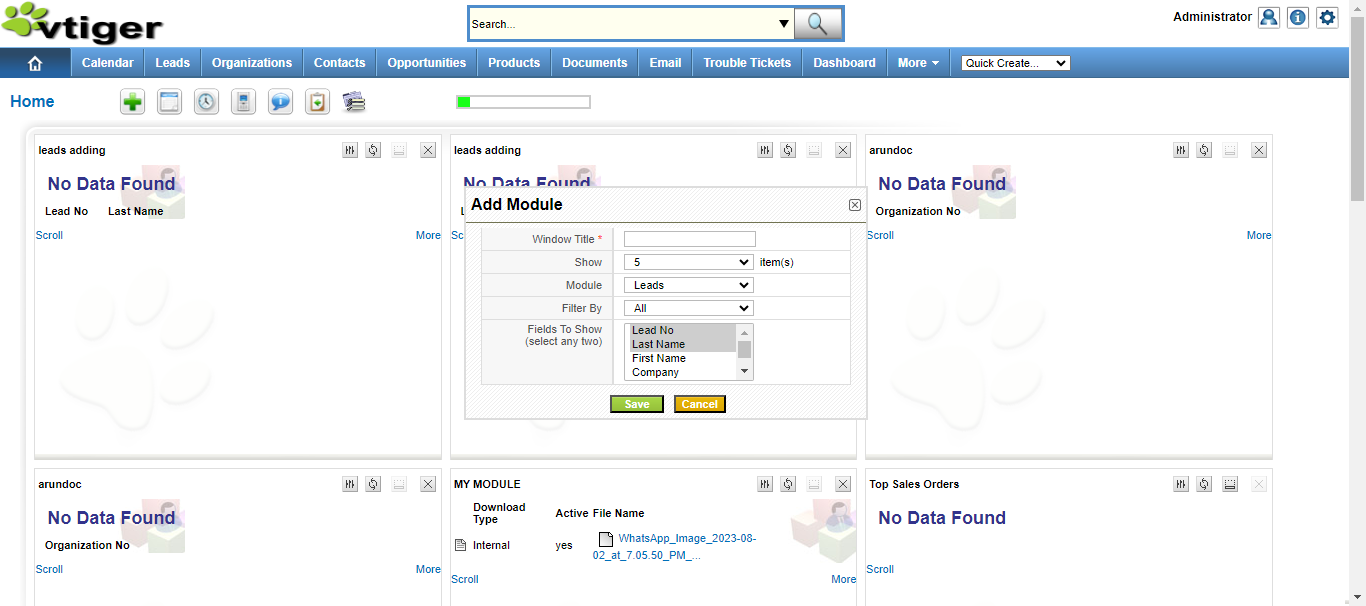 vtiger
Search...
Administrator
Calendar Leads Organizations Contacts Opportunities Products Documents Email Trouble Tickets Dashboard More Quick Create...
Home
leads adding
No Data Found
Lead No Last Name
Scroll More
leads adding
No Data Found
L
Sc
arundoc
No Data Found
Organization No
Scroll More
Add Module
Window Title *
Show 5 item(s)
Module Leads
Filter By All
Fields To Show
(select any two)
Lead No
Last Name
First Name
Company
Save Cancel
arundoc
No Data Found
Organization No
Scroll More
MY MODULE
Download
Type
Active File Name
Internal yes WhatsApp_Image_2023-08-
02_at_7.05.50_PM_...
Scroll More
Top Sales Orders
No Data Found
Scroll